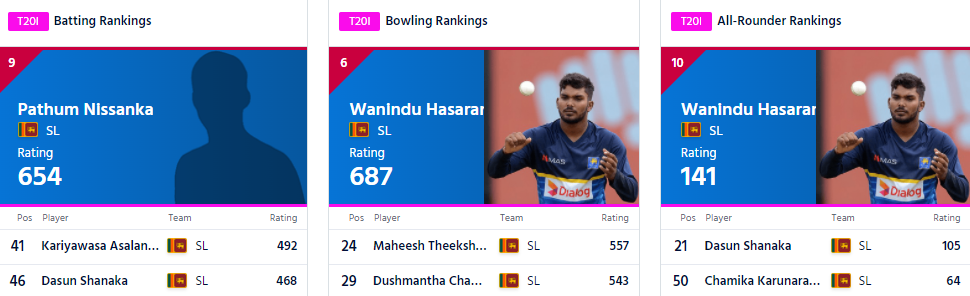 T20I Batting Rankings
9
Pathum Nissanka
SL
Rating
654
Pos Player Team Rating
41 Kariyawasa Asalan... SL 492
46 Dasun Shanaka SL 468
T20I Bowling Rankings
6
Wanindu Hasarar
SL
Rating
687
MAS
Dialog
Pos Player Team Rating
24 Maheesh Theeksh... SL 557
29 Dushmantha Cha... SL 543
T20I All-Rounder Rankings
10
Wanindu Hasarar
SL
Rating
141
MAS
Dialog
Pos Player Team Rating
21 Dasun Shanaka SL 105
50 Chamika Karunara... SL 64